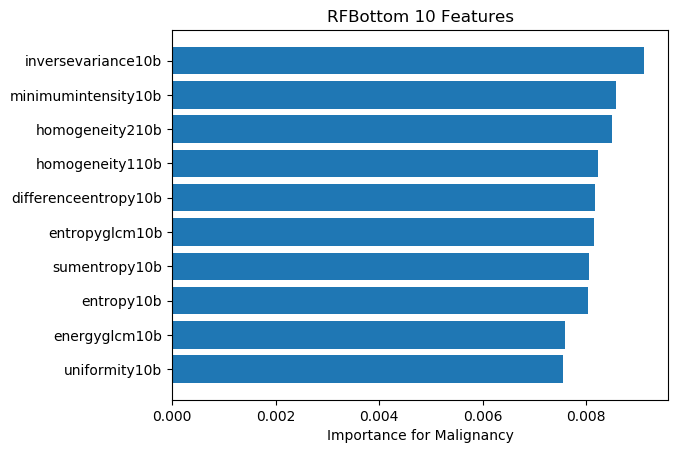 RFBottom 10 Features
inversevariance10b
minimumintensity10b
homogeneity210b
homogeneity110b
differenceentropy10b
entropyglcm10b
sumentropy10b
entropy10b
energyglcm10b
uniformity10b
0.000 0.002 0.004 0.006 0.008
Importance for Malignancy